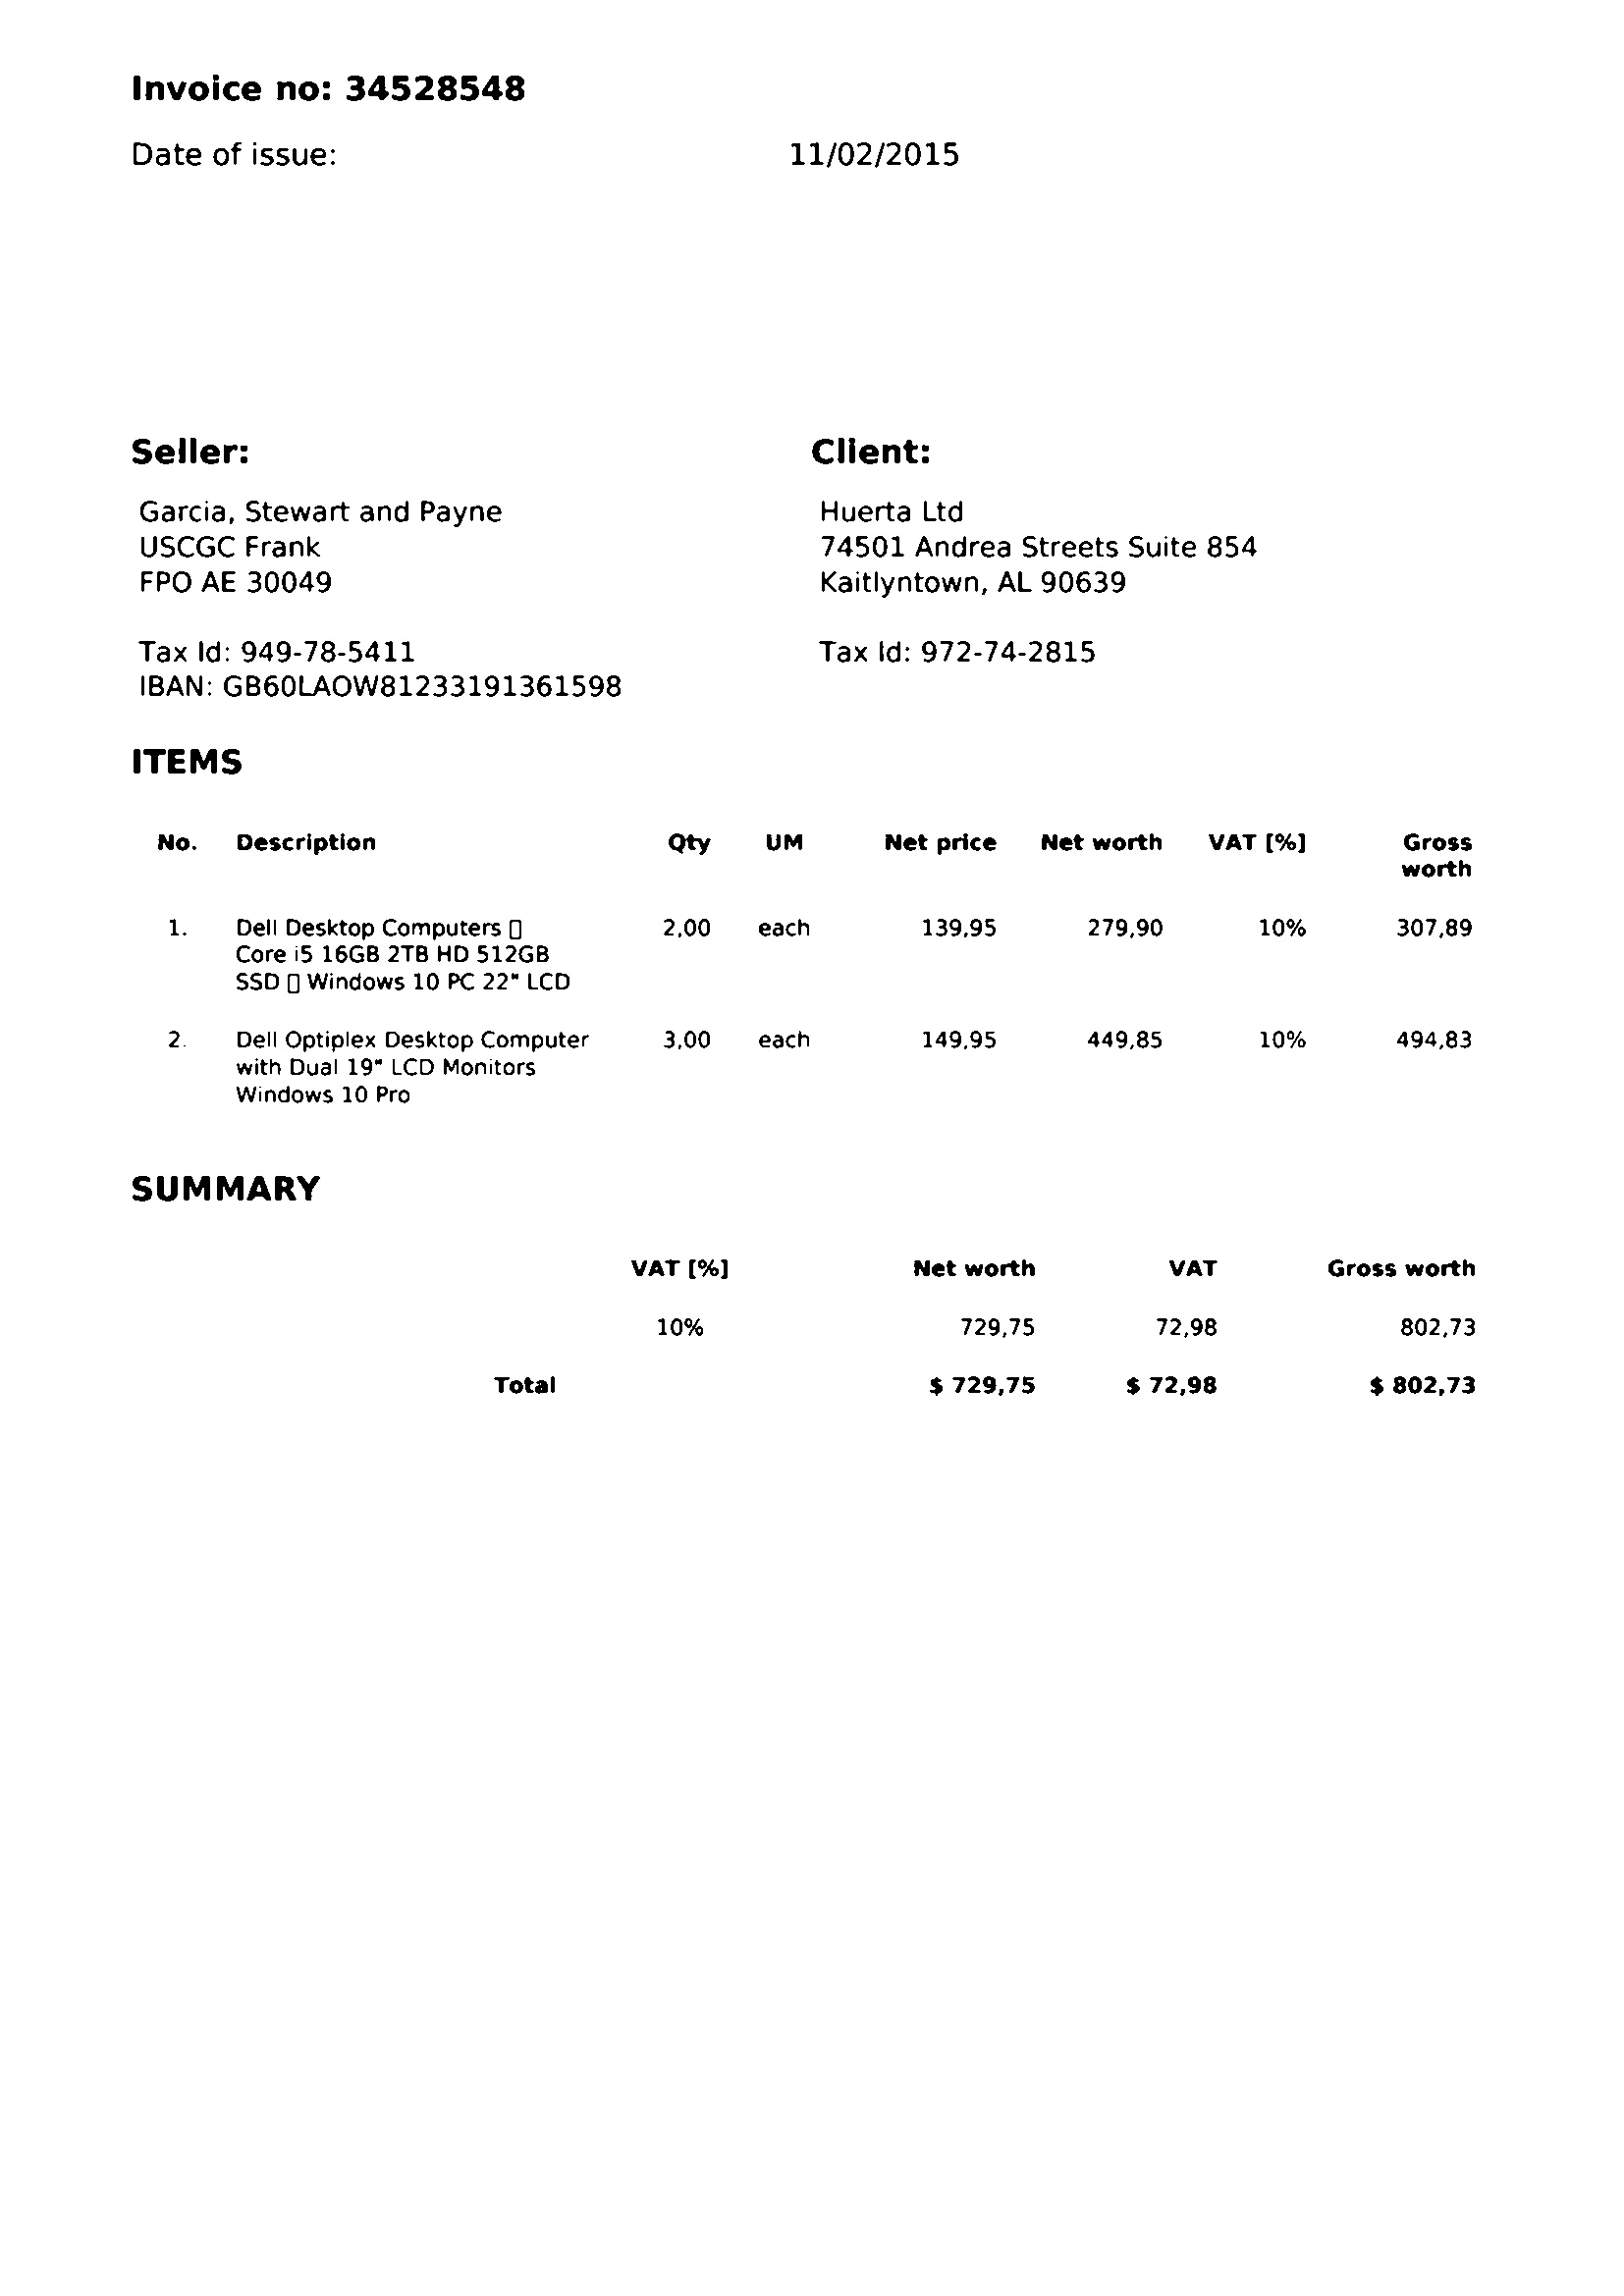 Invoice no: 34528548
Date of issue: 11/02/2015
Seller: Client:
Garcia, Stewart and Payne Huerta Ltd
USCGC Frank 74501 Andrea Streets Suite 854
FPO AE 30049 Kaitlyntown, AL 90639
Tax Id: 949-78-5411 Tax Id: 972-74-2815
IBAN: GB60LAOW81233191361598
ITEMS
No. Description Qty UM Net price Net worth VAT [%] Gross
worth
1. Dell Desktop Computers ▯ 2,00 each 139,95 279,90 10% 307,89
Core i5 16GB 2TB HD 512GB
SSD ▯ Windows 10 PC 22" LCD
2. Dell Optiplex Desktop Computer 3,00 each 149,95 449,85 10% 494,83
with Dual 19" LCD Monitors
Windows 10 Pro
SUMMARY
VAT [%] Net worth VAT Gross worth
10% 729,75 72,98 802,73
Total $ 729,75 $ 72,98 $ 802,73